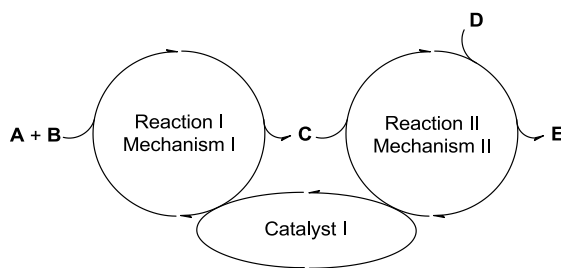 D
Reaction I
Mechanism I
Reaction II
Mechanism II
A + B
C
E
Catalyst I